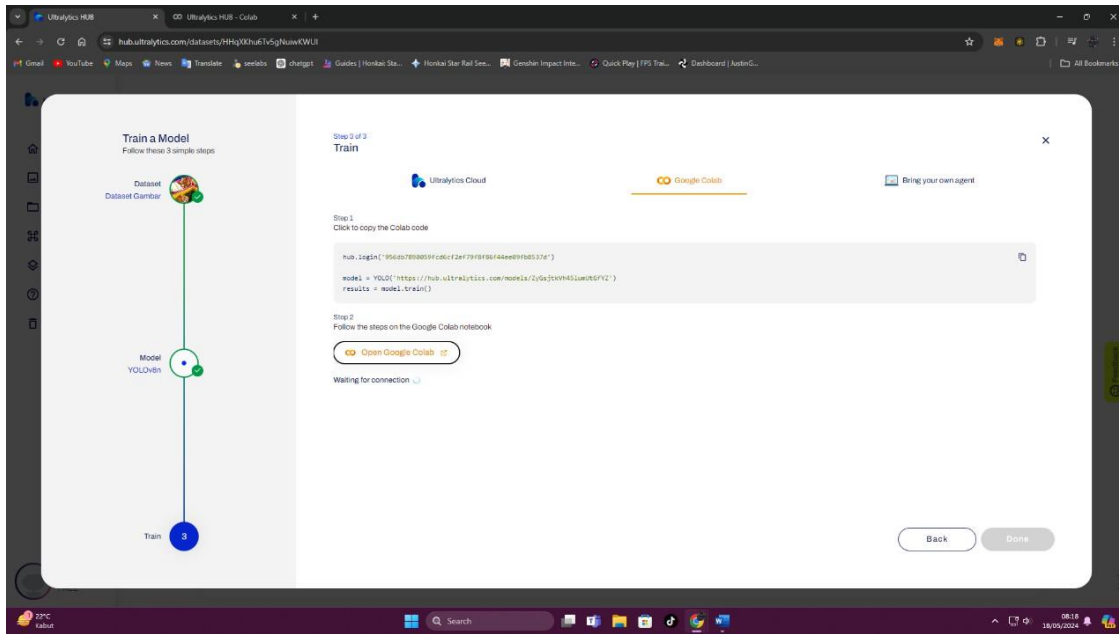 Ultralytics HUB
Ultralytics HUB - Colab
hub.ultralytics.com/datasets/HHqXKhu6Tv5gNuiwKWUI
Gmail YouTube Maps News Translate seelabs chatgpt Guides | Honkai Sta... Honkai Star Rail See... Genshin Impact Inte... Quick Play | FPS Trai... Dashboard | JustinG... All Bookmarks
Train a Model
Follow these 3 simple steps
Dataset
Dataset Gambar
Model
YOLOv8n
Train
3
Step 3 of 3
Train
Ultralytics Cloud
Google Colab
Bring your own agent
Step 1
Click to copy the Colab code
model = YOLO('https://hub.ultralytics.com/models/
results = model.train()
Step 2
Follow the steps on the Google Colab notebook
Open Google Colab
Waiting for connection
Back
Done
Feedback
22°C
Kabut
Search
08:18
18/05/2024